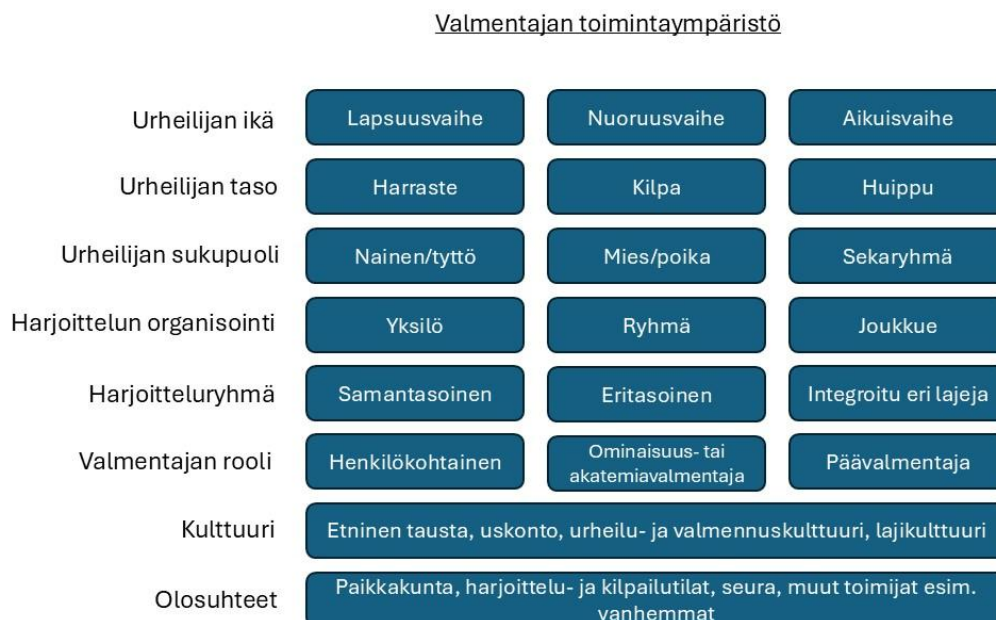 Valmentajan toimintaympäristö
Urheilijan ikä
Lapsuusvaihe
Nuoruusvaihe
Aikuisvaihe
Urheilijan taso
Harraste
Kilpa
Huippu
Urheilijan sukupuoli
Nainen/tyttö
Mies/poika
Sekaryhmä
Harjoittelun organisointi
Yksilö
Ryhmä
Joukkue
Harjoitteluryhmä
Samantasoinen
Eritasoinen
Integroitu eri lajeja
Valmentajan rooli
Henkilökohtainen
Ominaisuus- tai
akatemiavalmentaja
Päävalmentaja
Kulttuuri
Etninen tausta, uskonto, urheilu- ja valmennuskulttuuri, lajikulttuuri
Olosuhteet
Paikkakunta, harjoittelu- ja kilpailutilat, seura, muut toimijat esim.
vanhemmat